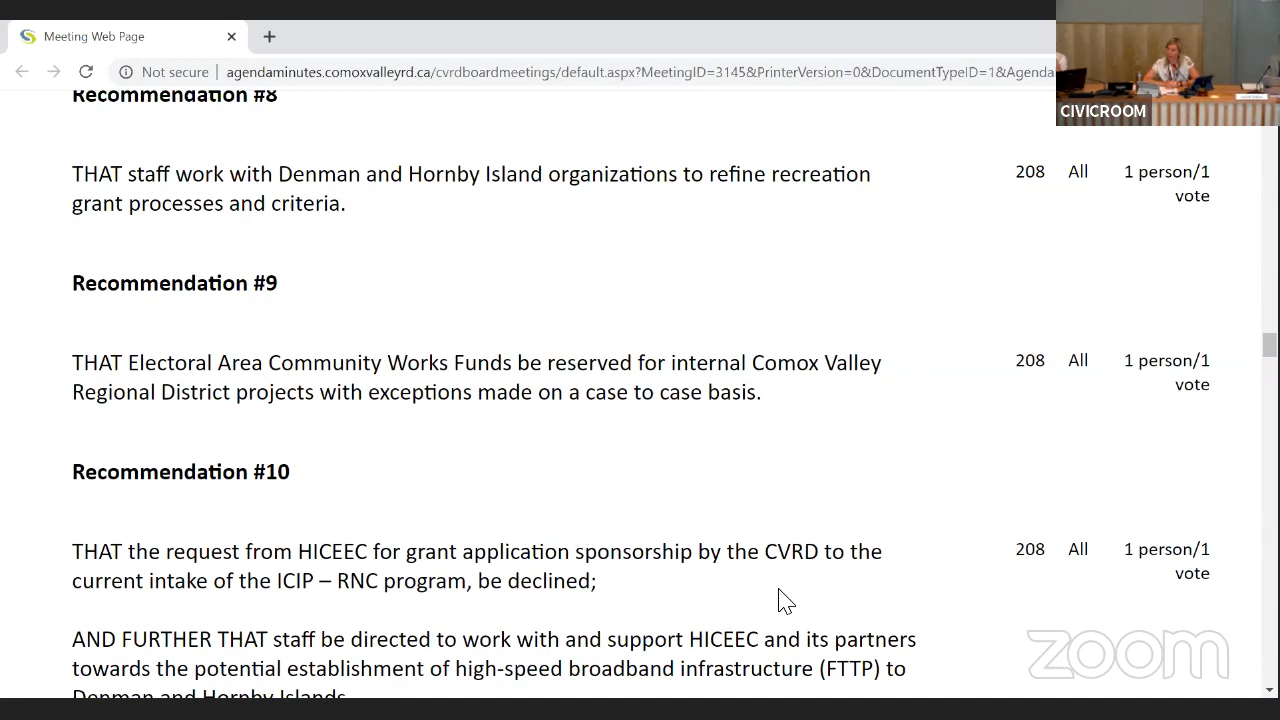 Meeting Web Page
Not secure
agendaminutes.comoxvalleyrd.ca/cvrdboardmeetings/default.aspx?MeetingID=3145&PrinterVersion=0&DocumentTypeID=1&Agenda
CIVICROOM
Recommendation #8
THAT staff work with Denman and Hornby Island organizations to refine recreation
grant processes and criteria.
208 All 1 person/1
vote
Recommendation #9
THAT Electoral Area Community Works Funds be reserved for internal Comox Valley
Regional District projects with exceptions made on a case to case basis.
208 All 1 person/1
vote
Recommendation #10
THAT the request from HICEEC for grant application sponsorship by the CVRD to the
current intake of the ICIP – RNC program, be declined;
208 All 1 person/1
vote
AND FURTHER THAT staff be directed to work with and support HICEEC and its partners
towards the potential establishment of high-speed broadband infrastructure (FTTP) to
Denman and Hornby Islands.
zoom